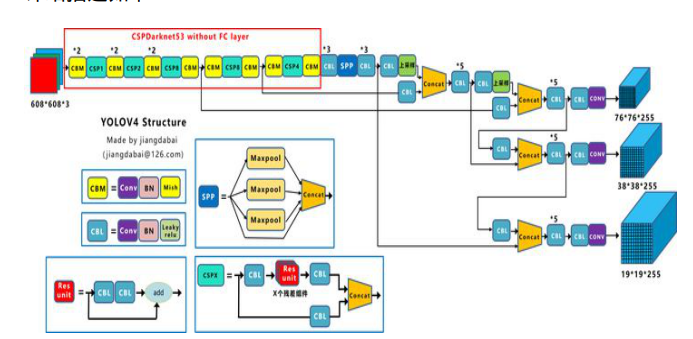 CSPDarknet53 without FC layer
*2 *2 *2 *3 *3
CBM CSP1 CBM CSP2 CBM CSP8 CBM CBM CSP8 CBM CBM CSP4 CBM CBL SPP CBL CBL 上采样
608*608*3
CBL Concat *5 CBL CBL 上采样
CBL Concat *5 CBL CBL CONV
76*76*255
YOLOV4 Structure
Made by jiangdabai
(jiangdabai@126.com)
CBL Concat *5 CBL CBL CONV
38*38*255
CBM = Conv BN Mish
CBL = Conv BN Leaky relu
SPP = Maxpool Maxpool Maxpool Concat
CBL Concat *5 CBL CBL CONV
19*19*255
Res unit = CBL CBL add
CSPX = CBL Res unit CBL
X个残差组件
CBL Concat